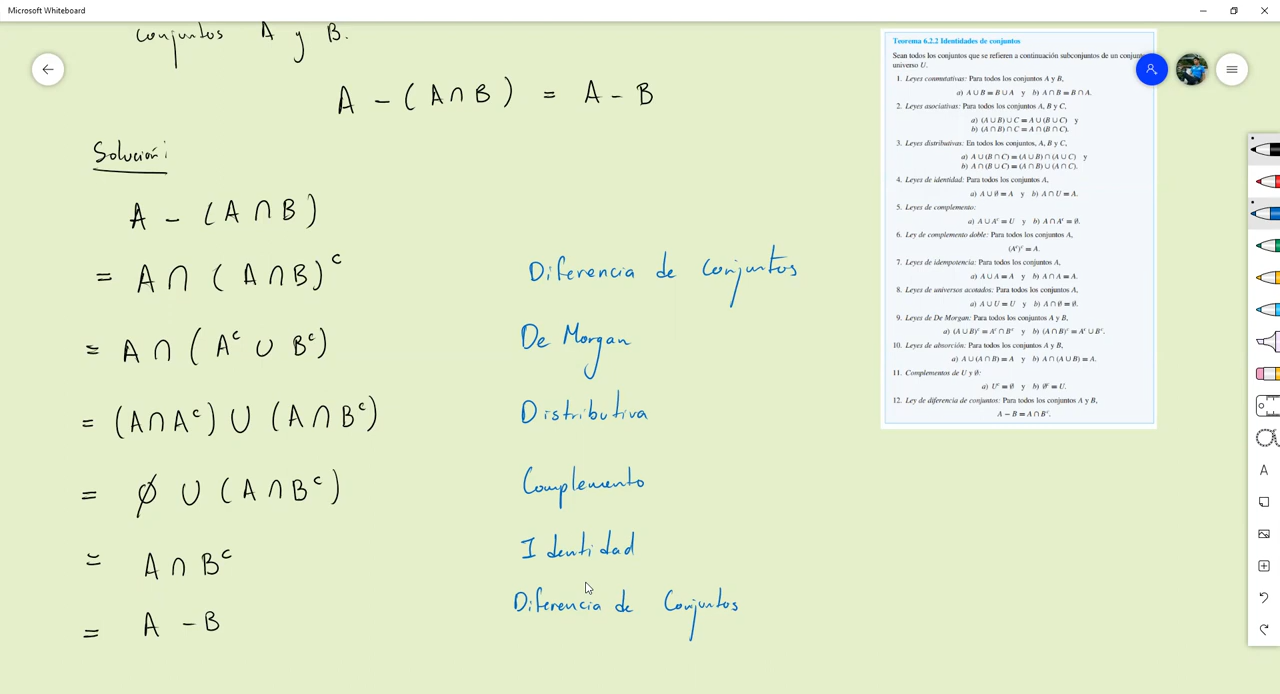 Microsoft Whiteboard
conjuntos A y B.
A - (A ∩ B) = A - B
Solución:
A - (A ∩ B)
= A ∩ (A ∩ B)ᶜ Diferencia de conjuntos
= A ∩ (Aᶜ ∪ Bᶜ) De Morgan
= (A ∩ Aᶜ) ∪ (A ∩ Bᶜ) Distributiva
= ∅ ∪ (A ∩ Bᶜ) Complemento
= A ∩ Bᶜ Identidad
= A - B Diferencia de Conjuntos
Teorema 6.2.2 Identidades de conjuntos
Sean todos los conjuntos que se refieren a continuación subconjuntos de un conjunto
universo U.
1. Leyes conmutativas: Para todos los conjuntos A y B,
a) A ∪ B = B ∪ A y b) A ∩ B = B ∩ A.
2. Leyes asociativas: Para todos los conjuntos A, B y C,
a) (A ∪ B) ∪ C = A ∪ (B ∪ C) y
b) (A ∩ B) ∩ C = A ∩ (B ∩ C).
3. Leyes distributivas: En todos los conjuntos, A, B y C,
a) A ∪ (B ∩ C) = (A ∪ B) ∩ (A ∪ C) y
b) A ∩ (B ∪ C) = (A ∩ B) ∪ (A ∩ C).
4. Leyes de identidad: Para todos los conjuntos A,
a) A ∪ ∅ = A y b) A ∩ U = A.
5. Leyes de complemento:
a) A ∪ Aᶜ = U y b) A ∩ Aᶜ = ∅.
6. Ley de complemento doble: Para todos los conjuntos A,
(Aᶜ)ᶜ = A.
7. Leyes de idempotencia: Para todos los conjuntos A,
a) A ∪ A = A y b) A ∩ A = A.
8. Leyes de universos acotados: Para todos los conjuntos A,
a) A ∪ U = U y b) A ∩ ∅ = ∅.
9. Leyes de De Morgan: Para todos los conjuntos A y B,
a) (A ∪ B)ᶜ = Aᶜ ∩ Bᶜ y b) (A ∩ B)ᶜ = Aᶜ ∪ Bᶜ.
10. Leyes de absorción: Para todos los conjuntos A y B,
a) A ∪ (A ∩ B) = A y b) A ∩ (A ∪ B) = A.
11. Complementos de U y ∅:
a) Uᶜ = ∅ y b) ∅ᶜ = U.
12. Ley de diferencia de conjuntos: Para todos los conjuntos A y B,
A − B = A ∩ Bᶜ.
A